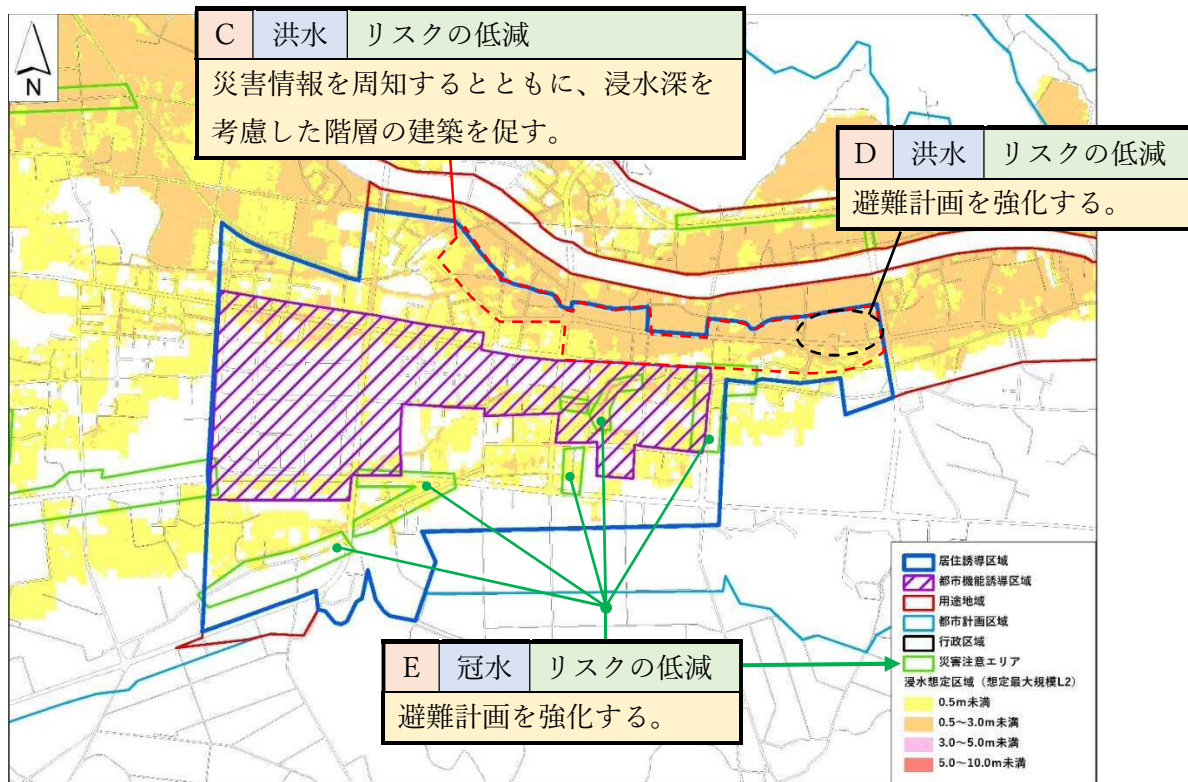 N
C 洪水 リスクの低減
災害情報を周知するとともに、浸水深を
考慮した階層の建築を促す。
D 洪水 リスクの低減
避難計画を強化する。
E 冠水 リスクの低減
避難計画を強化する。
居住誘導区域
都市機能誘導区域
用途地域
都市計画区域
行政区域
災害注意エリア
浸水想定区域（想定最大規模L2）
0.5m未満
0.5～3.0m未満
3.0～5.0m未満
5.0～10.0m未満